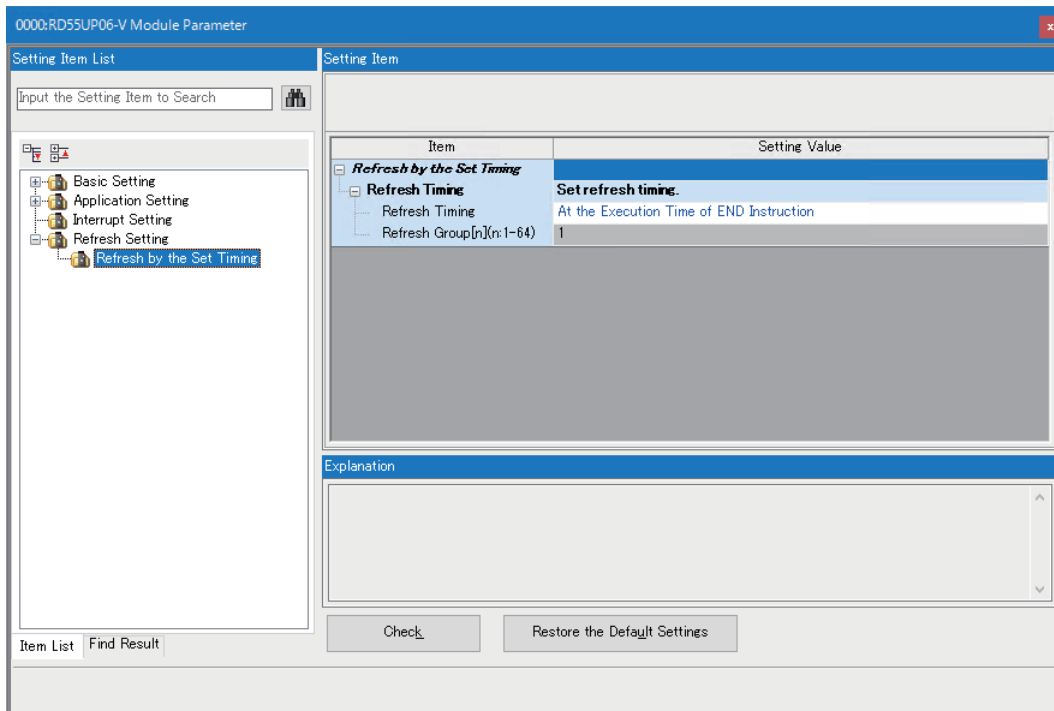 0000:RD55UP06-V Module Parameter
x
Setting Item List
Input the Setting Item to Search
Basic Setting
Application Setting
Interrupt Setting
Refresh Setting
Refresh by the Set Timing
Item List
Find Result
Setting Item
Item Setting Value
Refresh by the Set Timing
Refresh Timing Set refresh timing.
Refresh Timing At the Execution Time of END Instruction
Refresh Group[n](n:1-64) 1
Explanation
Check
Restore the Default Settings